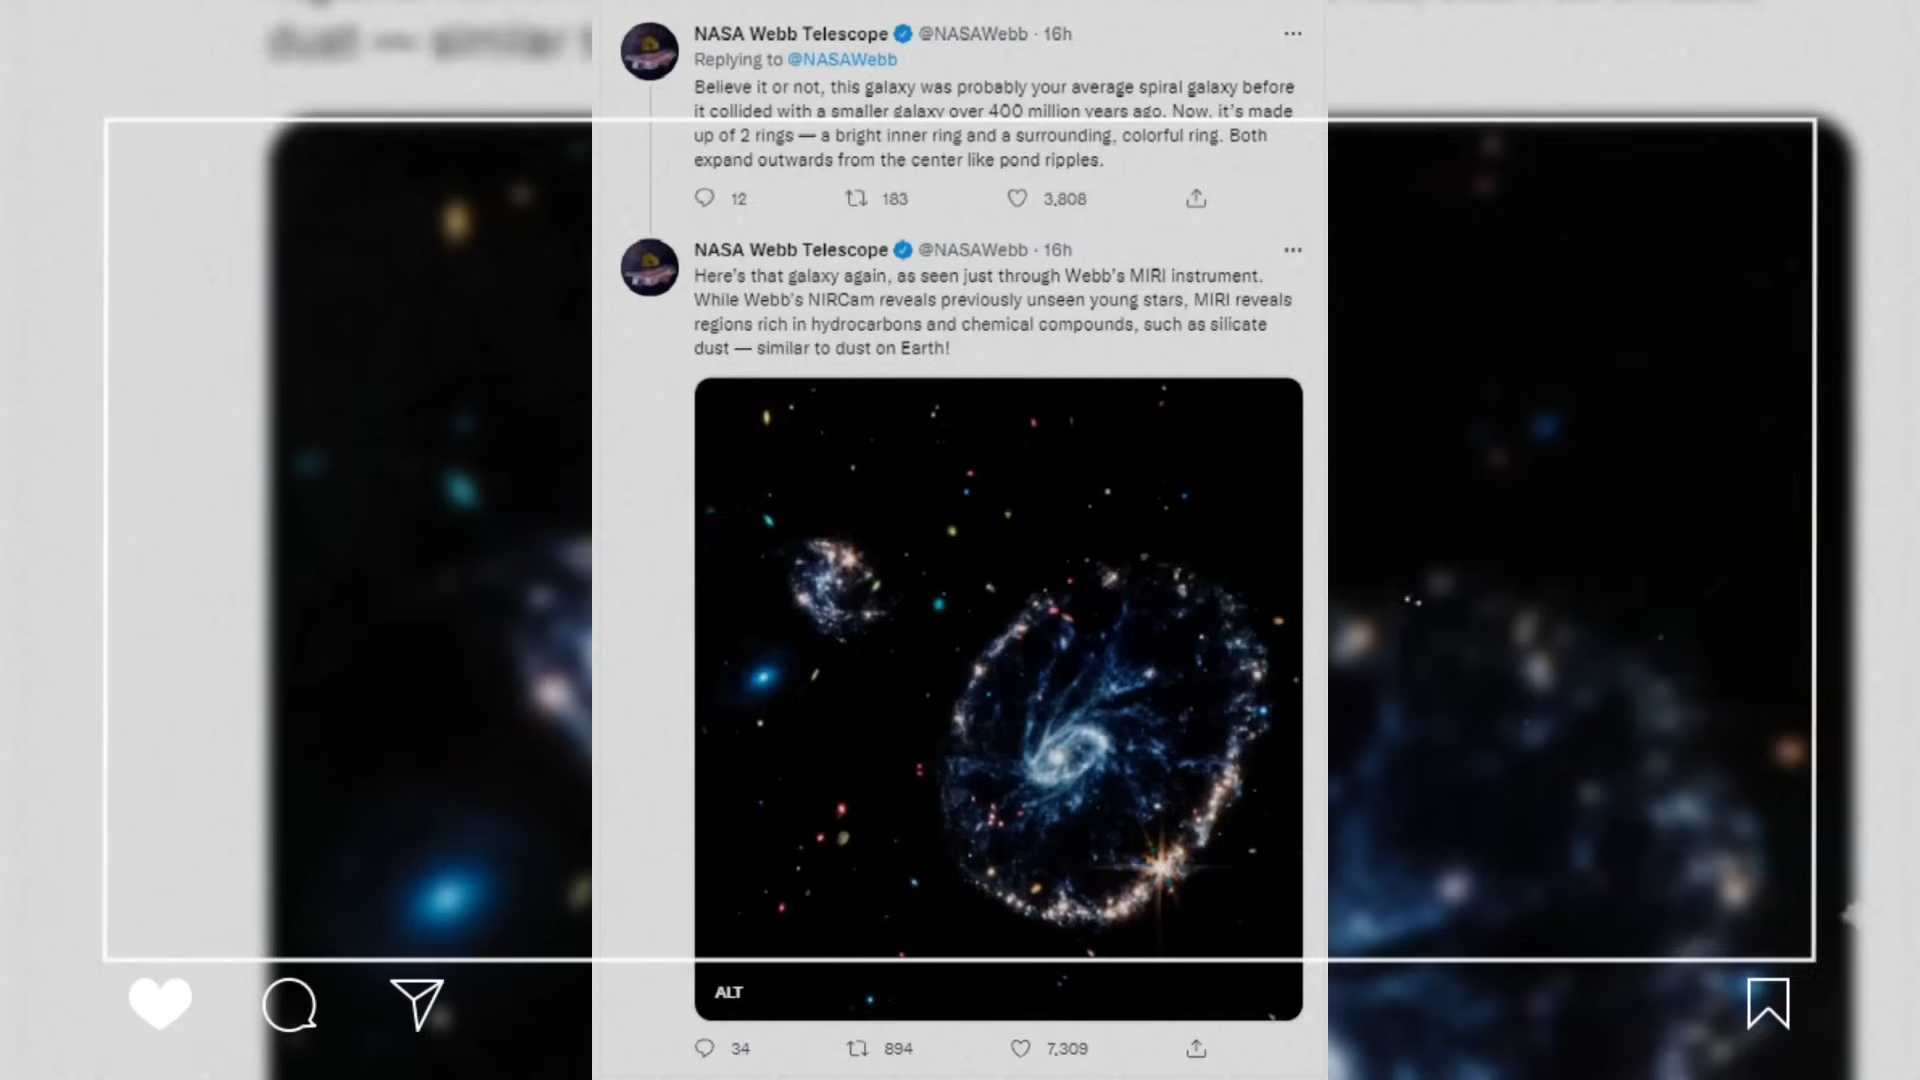 dust — similar t
NASA Webb Telescope @NASAWebb · 16h
Replying to @NASAWebb
Believe it or not, this galaxy was probably your average spiral galaxy before
it collided with a smaller galaxy over 400 million years ago. Now, it's made
up of 2 rings — a bright inner ring and a surrounding, colorful ring. Both
expand outwards from the center like pond ripples.
12 183 3,808
NASA Webb Telescope @NASAWebb · 16h
Here's that galaxy again, as seen just through Webb's MIRI instrument.
While Webb's NIRCam reveals previously unseen young stars, MIRI reveals
regions rich in hydrocarbons and chemical compounds, such as silicate
dust — similar to dust on Earth!
ALT
34 894 7,309